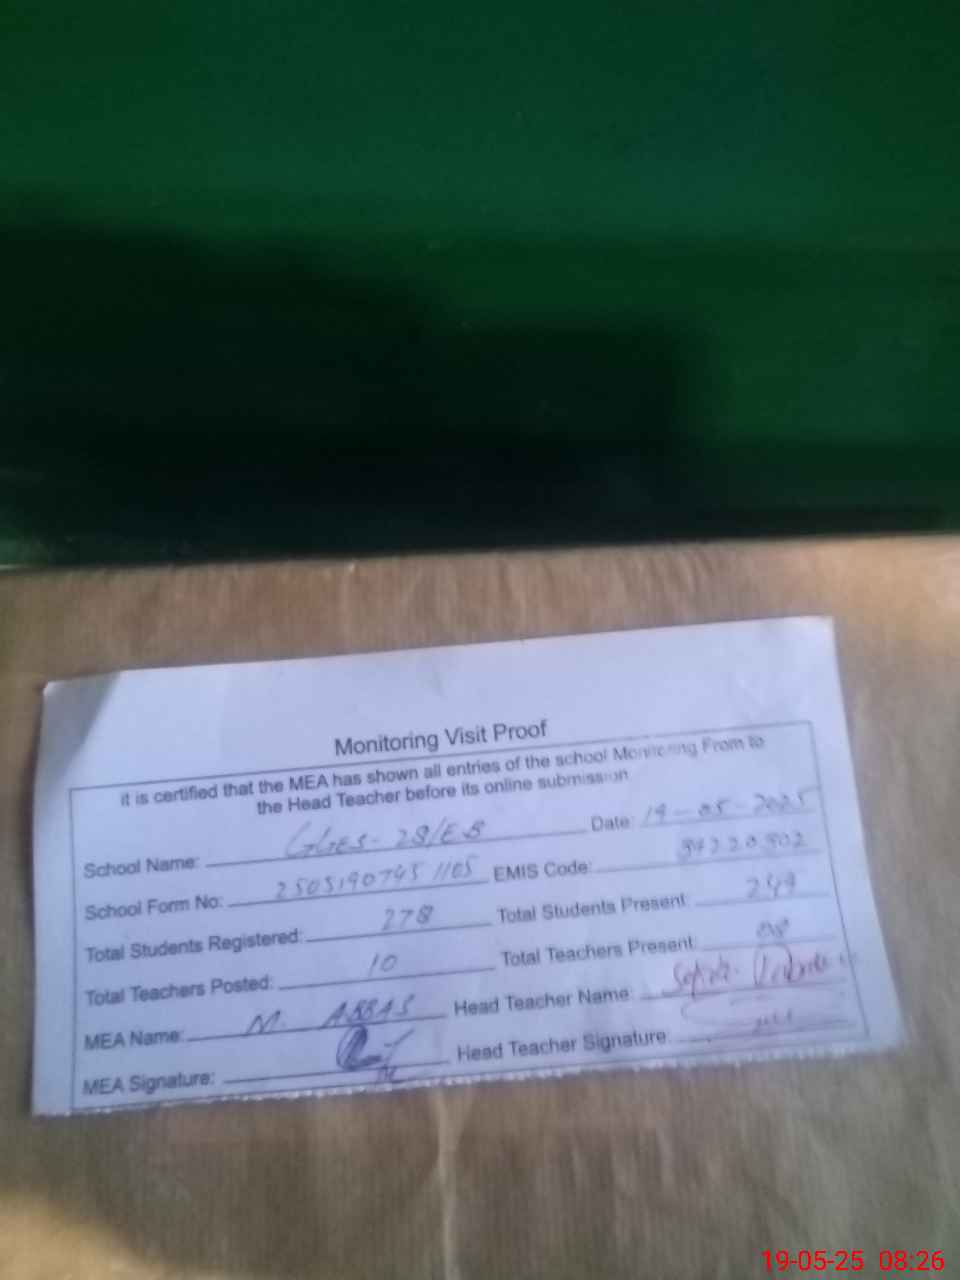 Monitoring Visit Proof
it is certified that the MEA has shown all entries of the school Monitoring From to
the Head Teacher before its online submission
School Name: GGES-28/EB Date: 19-05-2025
School Form No: EMIS Code:
Total Students Registered: 278 Total Students Present: 249
Total Teachers Posted: 10 Total Teachers Present: 08
MEA Name: M. ABBAS Head Teacher Name:
MEA Signature: Head Teacher Signature:
19-05-25 08:26